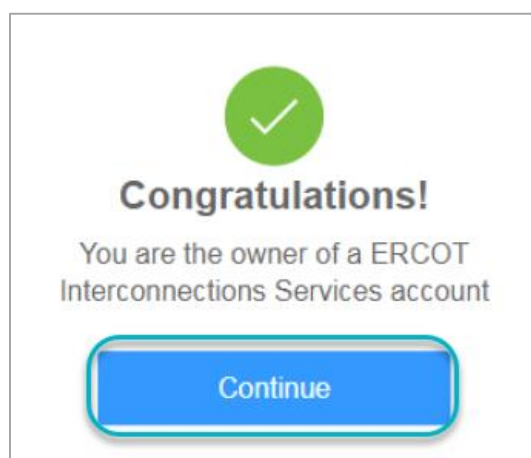 Congratulations!
You are the owner of a ERCOT
Interconnections Services account
Continue